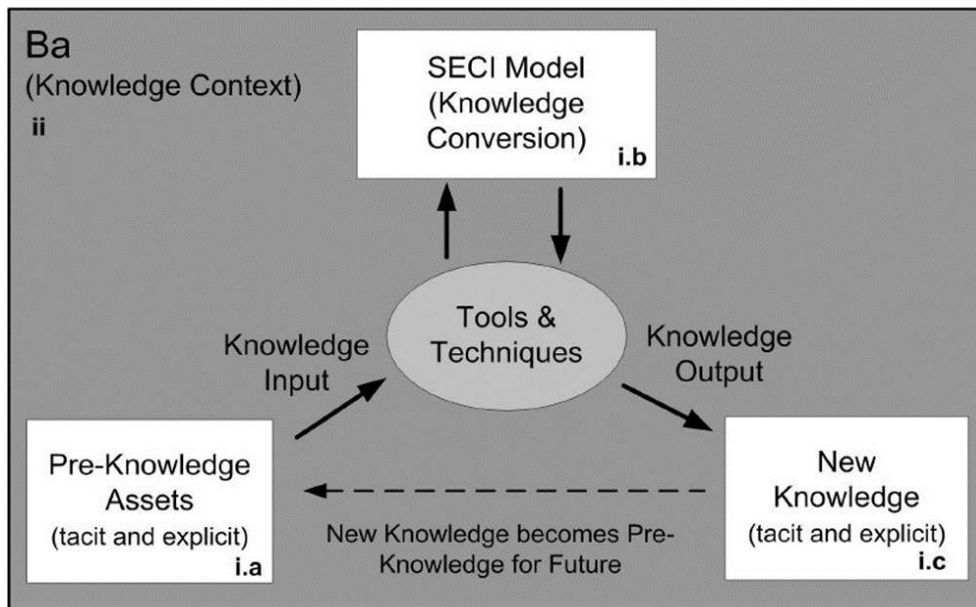 Ba
(Knowledge Context)
ii
SECI Model
(Knowledge
Conversion)
i.b
Tools &
Techniques
Knowledge
Input
Knowledge
Output
Pre-Knowledge
Assets
(tacit and explicit)
i.a
New Knowledge becomes Pre-
Knowledge for Future
New
Knowledge
(tacit and explicit)
i.c